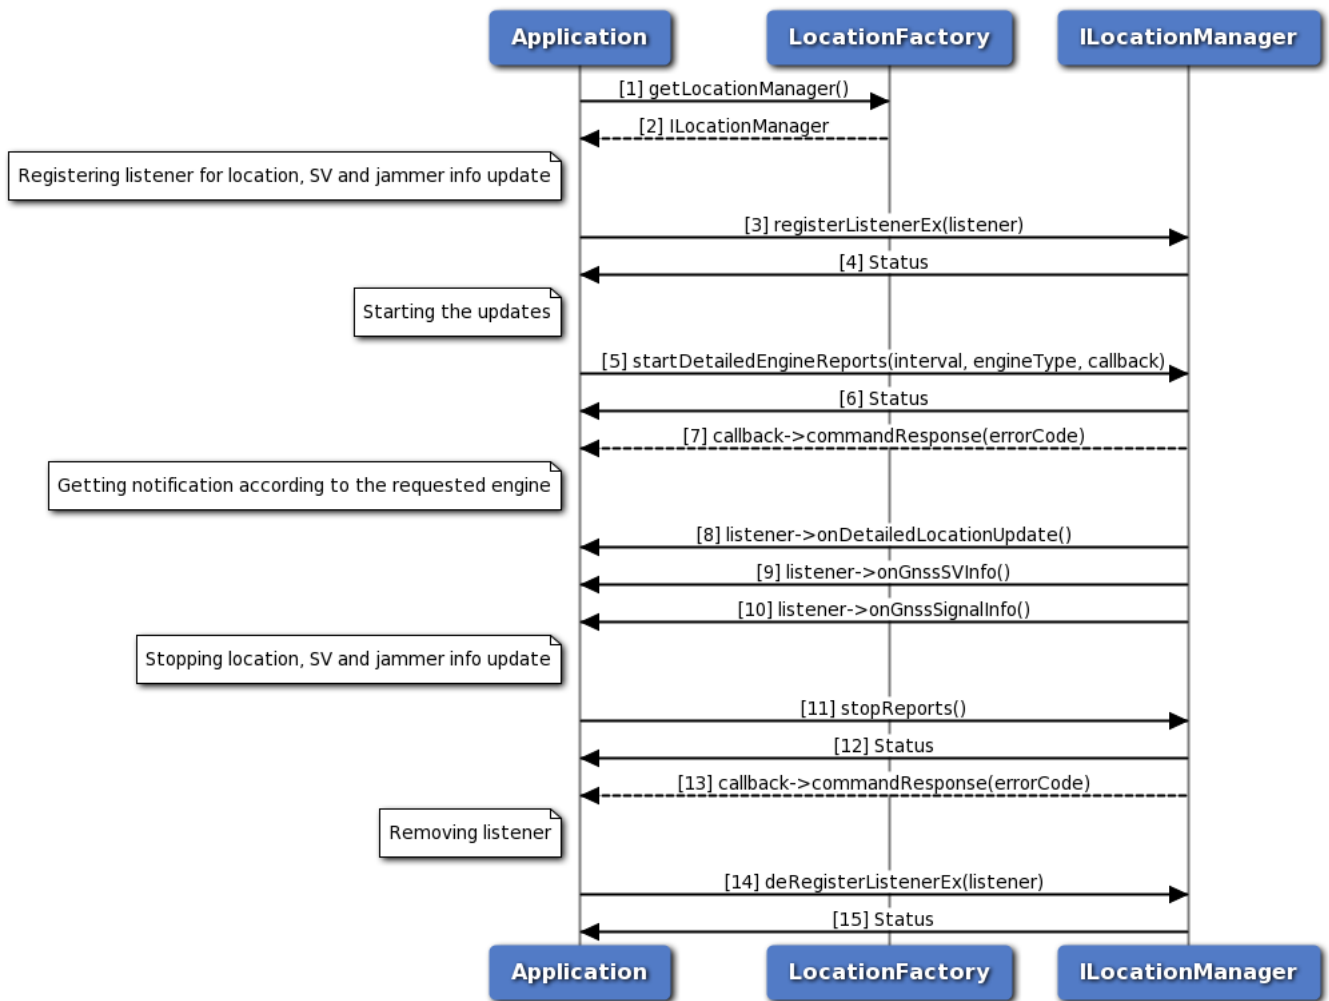 Application
LocationFactory
ILocationManager
[1] getLocationManager()
[2] ILocationManager
Registering listener for location, SV and jammer info update
[3] registerListenerEx(listener)
[4] Status
Starting the updates
[5] startDetailedEngineReports(interval, engineType, callback)
[6] Status
[7] callback->commandResponse(errorCode)
Getting notification according to the requested engine
[8] listener->onDetailedLocationUpdate()
[9] listener->onGnssSVInfo()
[10] listener->onGnssSignalInfo()
Stopping location, SV and jammer info update
[11] stopReports()
[12] Status
[13] callback->commandResponse(errorCode)
Removing listener
[14] deRegisterListenerEx(listener)
[15] Status
Application
LocationFactory
ILocationManager